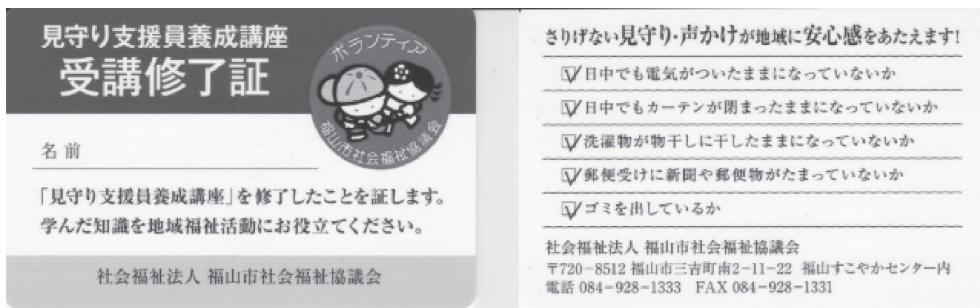 見守り支援員養成講座
受講修了証
ボランティア
福山市社会福祉協議会
名前
「見守り支援員養成講座」を修了したことを証します。
学んだ知識を地域福祉活動にお役立てください。
社会福祉法人 福山市社会福祉協議会
さりげない見守り・声かけが地域に安心感をあたえます!
日中でも電気がついたままになっていないか
日中でもカーテンが閉まったままになっていないか
洗濯物が物干しに干したままになっていないか
郵便受けに新聞や郵便物がたまっていないか
ゴミを出しているか
社会福祉法人 福山市社会福祉協議会
〒720-8512 福山市三吉町南2-11-22 福山すこやかセンター内
電話 084-928-1333 FAX 084-928-1331